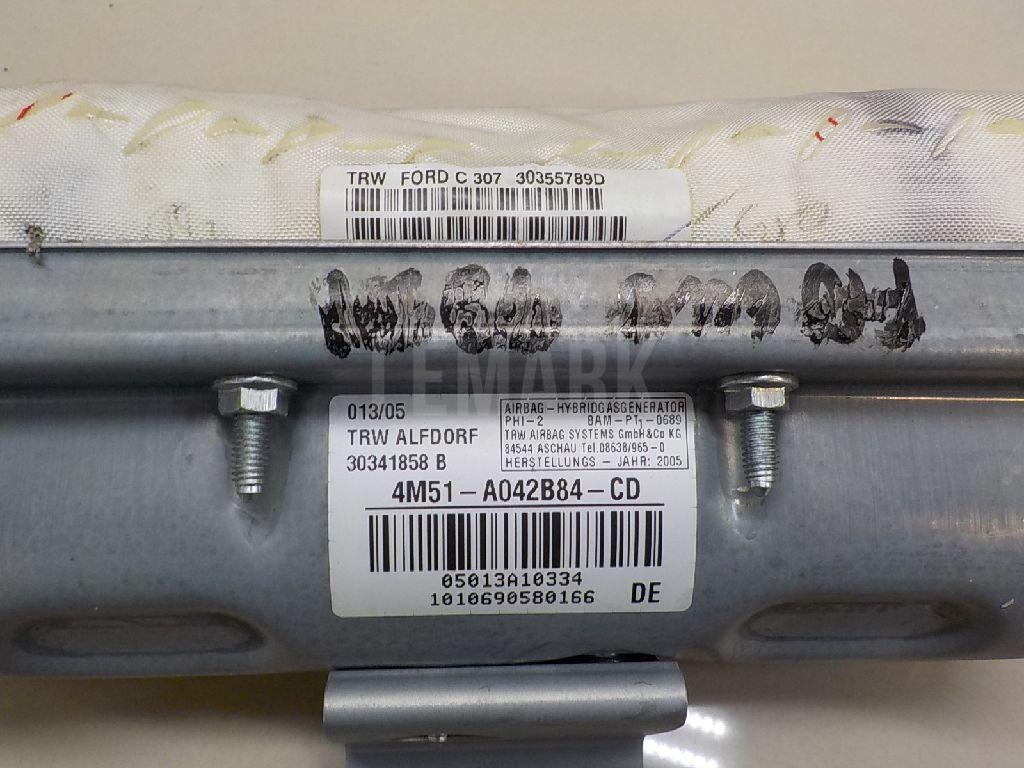 TRW FORD C 307 30355789D
LEMARK
013/05
TRW ALFDORF
30341858 B
AIRBAG-HYBRIDGASGENERATOR
PHI-2 BAM-PT1-0689
TRW AIRBAG SYSTEMS GmbH&Co KG
84544 ASCHAU Tel.08638/965-0
HERSTELLUNGS - JAHR: 2005
4M51-A042B84-CD
05013A10334
1010690580166 DE